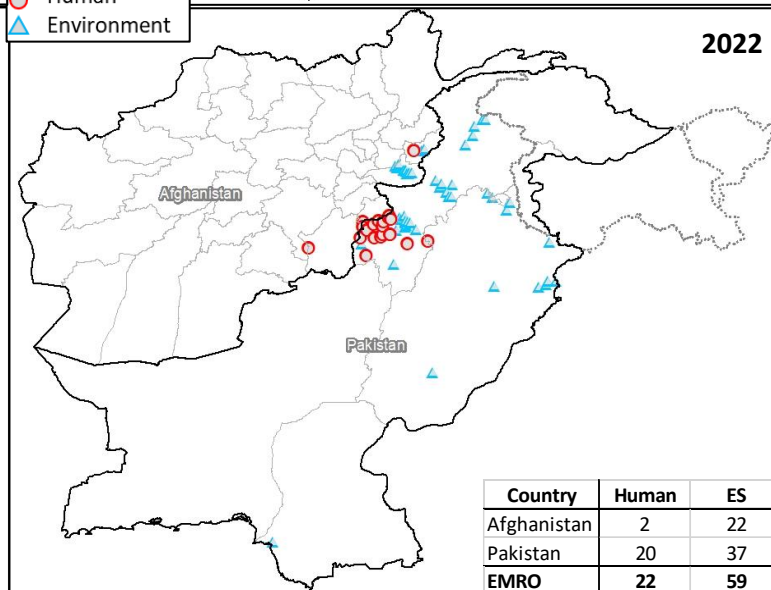 Human
Environment
2022
Afghanistan
Pakistan
Country Human ES
Afghanistan 2 22
Pakistan 20 37
EMRO 22 59